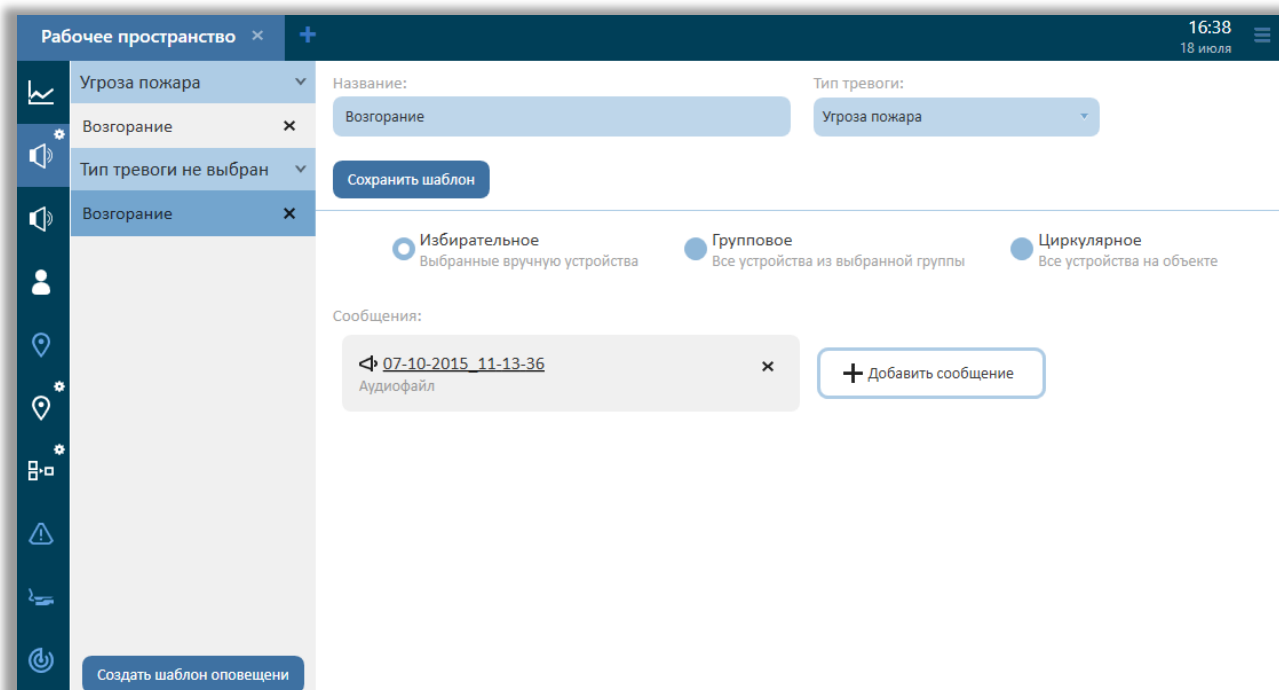 Рабочее пространство
16:38
18 июля
Угроза пожара
Возгорание
Тип тревоги не выбран
Возгорание
Создать шаблон оповещени
Название:
Тип тревоги:
Возгорание
Угроза пожара
Сохранить шаблон
Избирательное
Выбранные вручную устройства
Групповое
Все устройства из выбранной группы
Циркулярное
Все устройства на объекте
Сообщения:
07-10-2015_11-13-36
Аудиофайл
Добавить сообщение